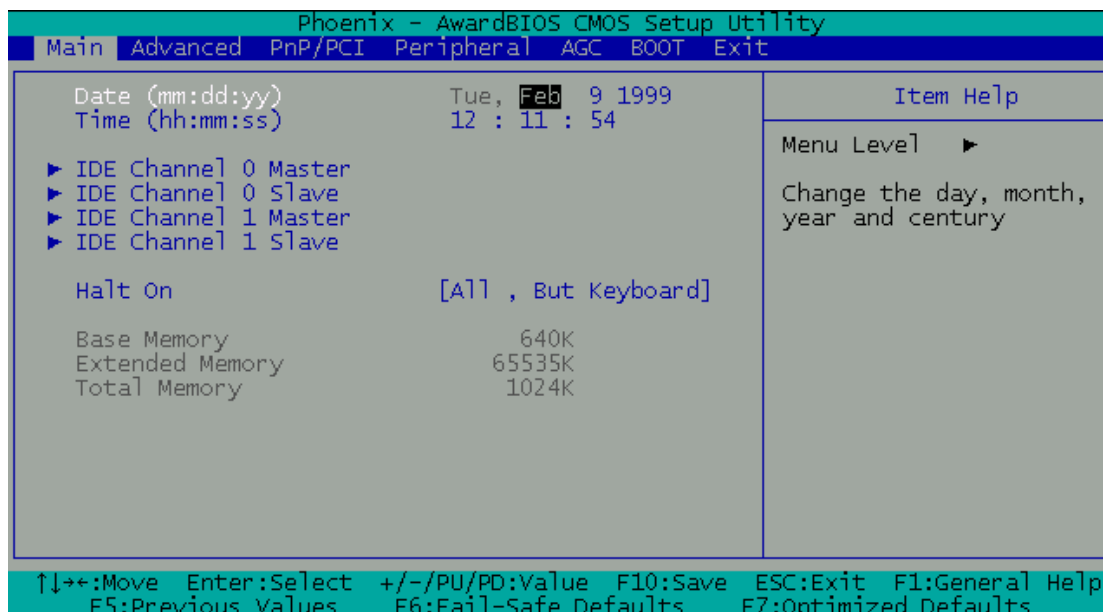 Phoenix - AwardBIOS CMOS Setup Utility
Main Advanced PnP/PCI Peripheral AGC BOOT Exit
Date (mm:dd:yy) Tue, Feb 9 1999
Time (hh:mm:ss) 12 : 11 : 54
► IDE Channel 0 Master
► IDE Channel 0 Slave
► IDE Channel 1 Master
► IDE Channel 1 Slave
Halt On [All , But Keyboard]
Base Memory 640K
Extended Memory 65535K
Total Memory 1024K
Item Help
Menu Level ►
Change the day, month,
year and century
↑↓→←:Move Enter:Select +/-/PU/PD:Value F10:Save ESC:Exit F1:General Help
F5:Previous Values F6:Fail-Safe Defaults F7:Optimized Defaults